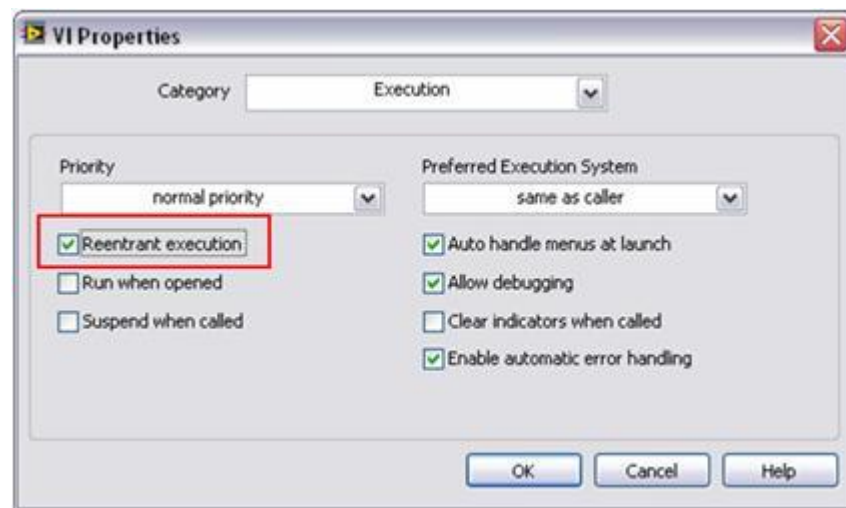 VI Properties
Category
Execution
Priority
Preferred Execution System
normal priority
same as caller
Reentrant execution
Auto handle menus at launch
Run when opened
Allow debugging
Suspend when called
Clear indicators when called
Enable automatic error handling
OK
Cancel
Help